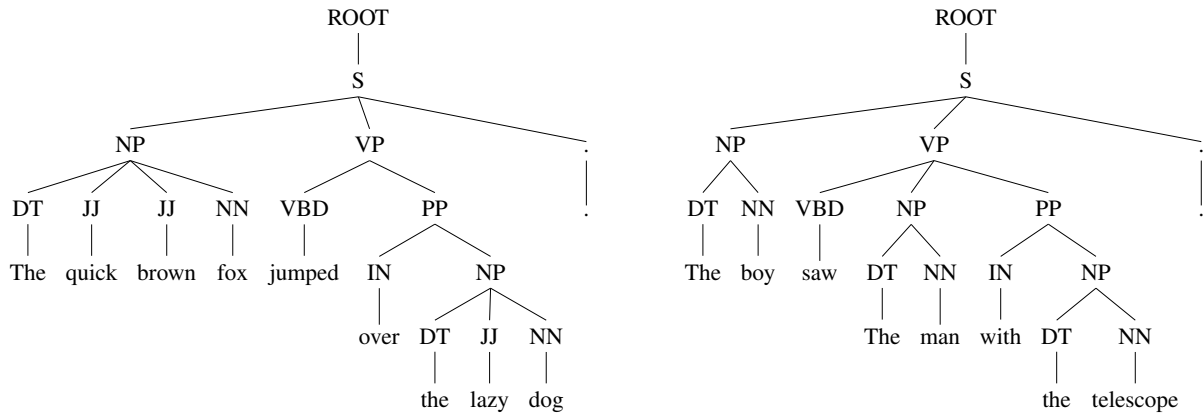 ROOT ROOT
S S
NP VP . NP VP .
DT JJ JJ NN VBD PP . DT NN VBD NP PP .
The quick brown fox jumped IN NP The boy saw DT NN IN NP
over DT JJ NN The man with DT NN
the lazy dog the telescope